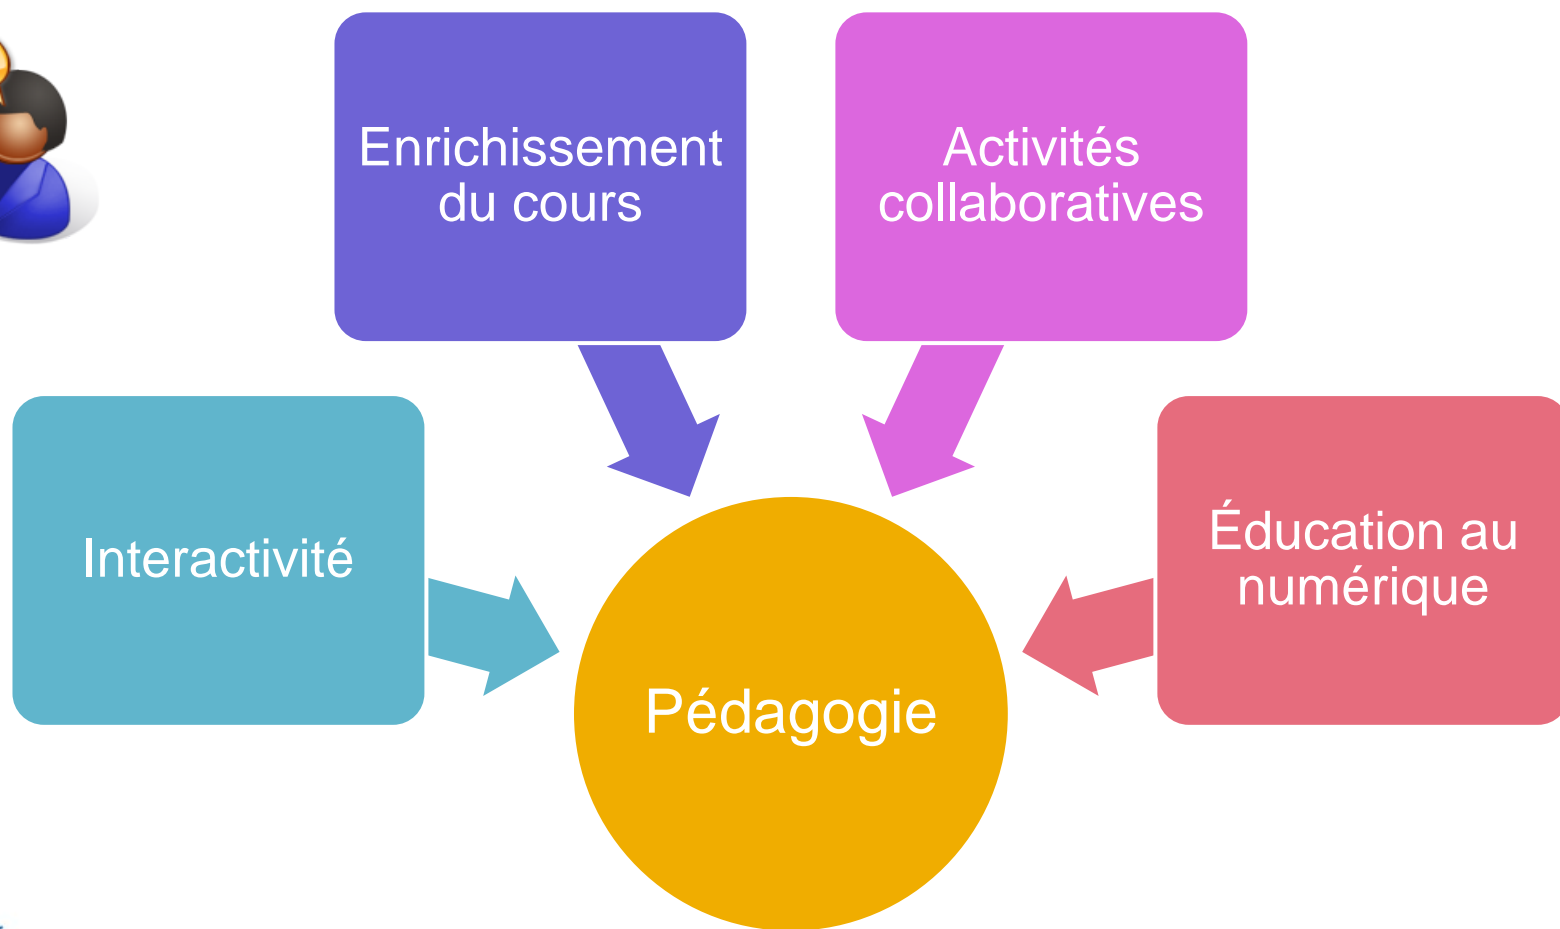 Enrichissement
du cours
Activités
collaboratives
Interactivité
Éducation au
numérique
Pédagogie